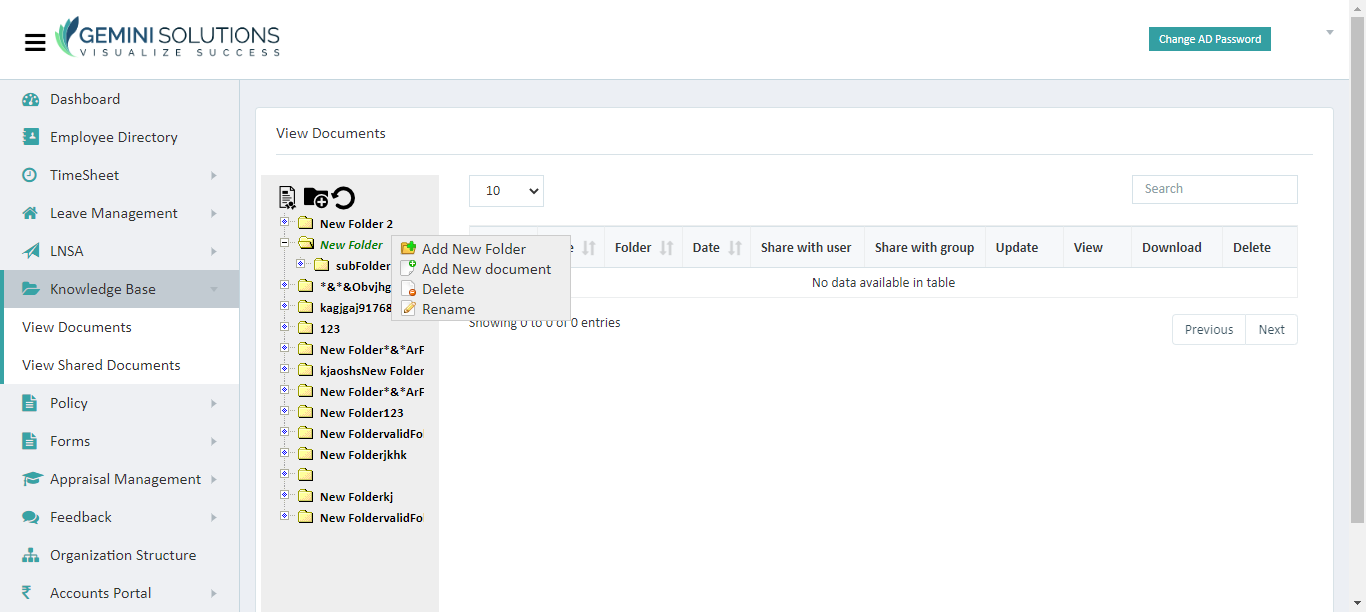 GEMINI SOLUTIONS
VISUALIZE SUCCESS
Change AD Password
Dashboard
Employee Directory
TimeSheet
Leave Management
LNSA
Knowledge Base
View Documents
View Shared Documents
Policy
Forms
Appraisal Management
Feedback
Organization Structure
₹ Accounts Portal
View Documents
New Folder 2
New Folder
subFolder
*&*&Obvjhg
kagjgaj91768
123
New Folder*&*ArF
kjaoshsNew Folder
New Folder*&*ArF
New Folder123
New FoldervalidFo
New Folderjkhk
New Folderkj
New FoldervalidFo
Add New Folder
Add New document
Delete
Rename
10
Search
Folder Date Share with user Share with group Update View Download Delete
No data available in table
Showing 0 to 0 of 0 entries
Previous Next